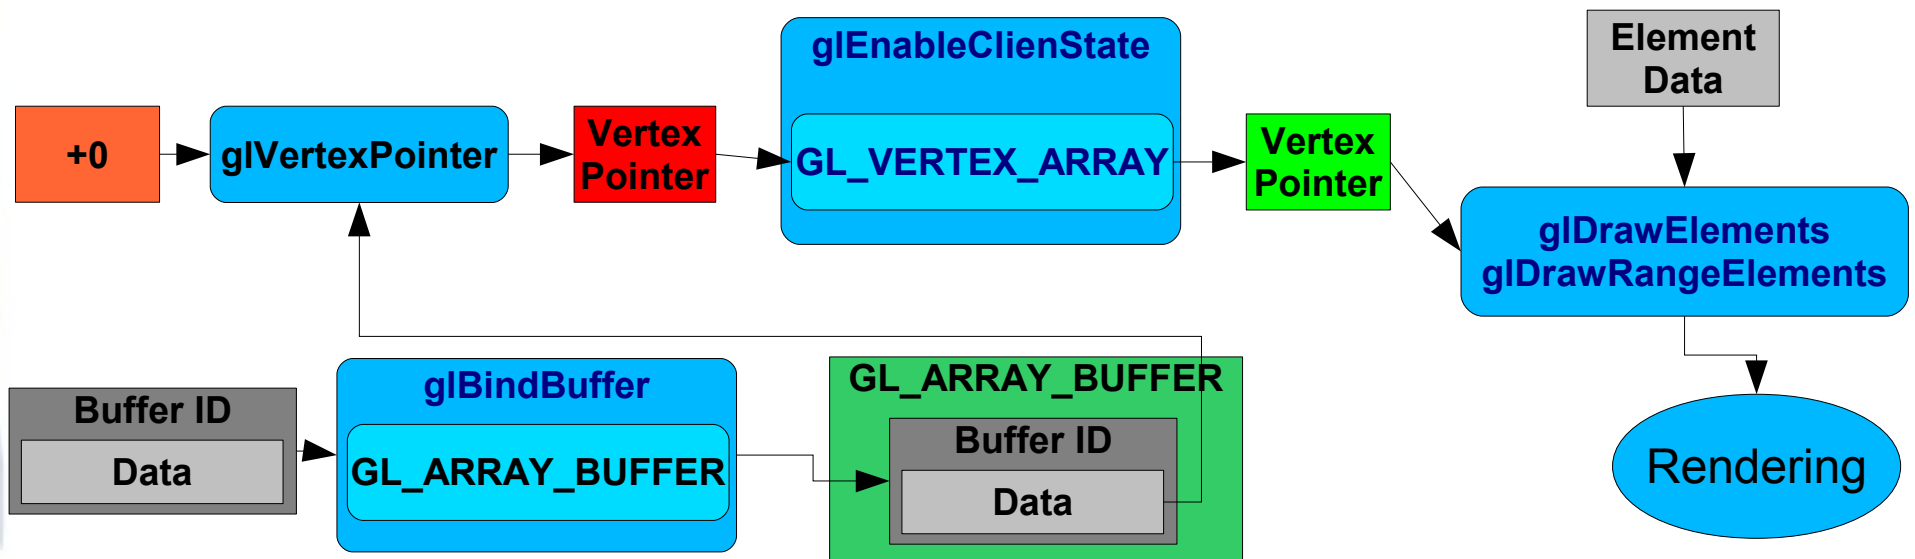 glEnableClienState
Element
Data
+0
glVertexPointer
Vertex
Pointer
GL_VERTEX_ARRAY
Vertex
Pointer
glDrawElements
glDrawRangeElements
Buffer ID
Data
glBindBuffer
GL_ARRAY_BUFFER
GL_ARRAY_BUFFER
Buffer ID
Data
Rendering